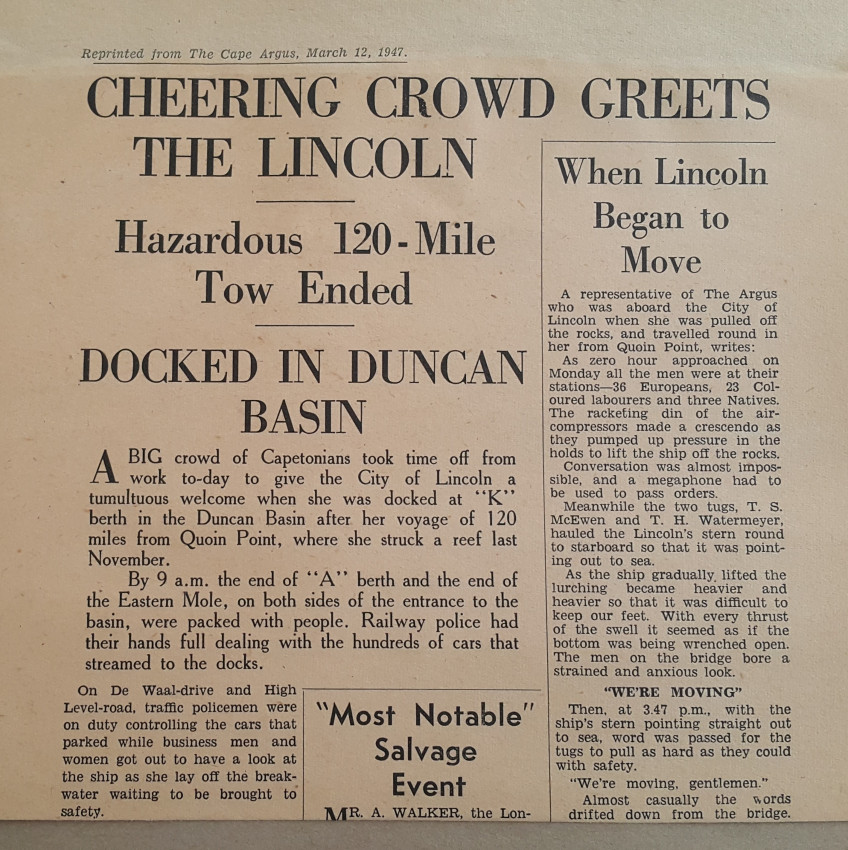 Reprinted from The Cape Argus, March 12, 1947.
CHEERING CROWD GREETS
THE LINCOLN
Hazardous 120-Mile
Tow Ended
DOCKED IN DUNCAN
BASIN
A BIG crowd of Capetonians took time off from
work to-day to give the City of Lincoln a
tumultuous welcome when she was docked at "K"
berth in the Duncan Basin after her voyage of 120
miles from Quoin Point, where she struck a reef last
November.
By 9 a.m. the end of "A" berth and the end of
the Eastern Mole, on both sides of the entrance to the
basin, were packed with people. Railway police had
their hands full dealing with the hundreds of cars that
streamed to the docks.
On De Waal-drive and High
Level-road, traffic policemen were
on duty controlling the cars that
parked while business men and
women got out to have a look at
the ship as she lay off the break-
water waiting to be brought to
safety.
"Most Notable"
Salvage
Event
MR. A. WALKER, the Lon-
When Lincoln
Began to
Move
A representative of The Argus
who was aboard the City of
Lincoln when she was pulled off
the rocks, and travelled round in
her from Quoin Point, writes:
As zero hour approached on
Monday all the men were at their
stations—36 Europeans, 23 Col-
oured labourers and three Natives.
The racketing din of the air-
compressors made a crescendo as
they pumped up pressure in the
holds to lift the ship off the rocks.
Conversation was almost impos-
sible, and a megaphone had to
be used to pass orders.
Meanwhile the two tugs, T. S.
McEwen and T. H. Watermeyer,
hauled the Lincoln's stern round
to starboard so that it was point-
ing out to sea.
As the ship gradually lifted the
lurching became heavier and
heavier so that it was difficult to
keep our feet. With every thrust
of the swell it seemed as if the
bottom was being wrenched open.
The men on the bridge bore a
strained and anxious look.
"WE'RE MOVING"
Then, at 3.47 p.m., with the
ship's stern pointing straight out
to sea, word was passed for the
tugs to pull as hard as they could
with safety.
"We're moving, gentlemen."
Almost casually the words
drifted down from the bridge.